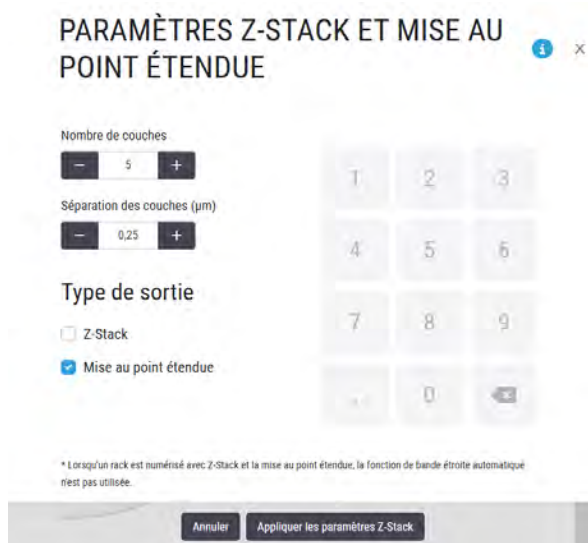 PARAMÈTRES Z-STACK ET MISE AU
POINT ÉTENDUE
i
X
Nombre de couches
− 5 +
Séparation des couches (µm)
− 0,25 +
Type de sortie
Z-Stack
Mise au point étendue
1 2 3
4 5 6
7 8 9
. 0
* Lorsqu'un rack est numérisé avec Z-Stack et la mise au point étendue, la fonction de bande étroite automatique
n'est pas utilisée.
Annuler Appliquer les paramètres Z-Stack